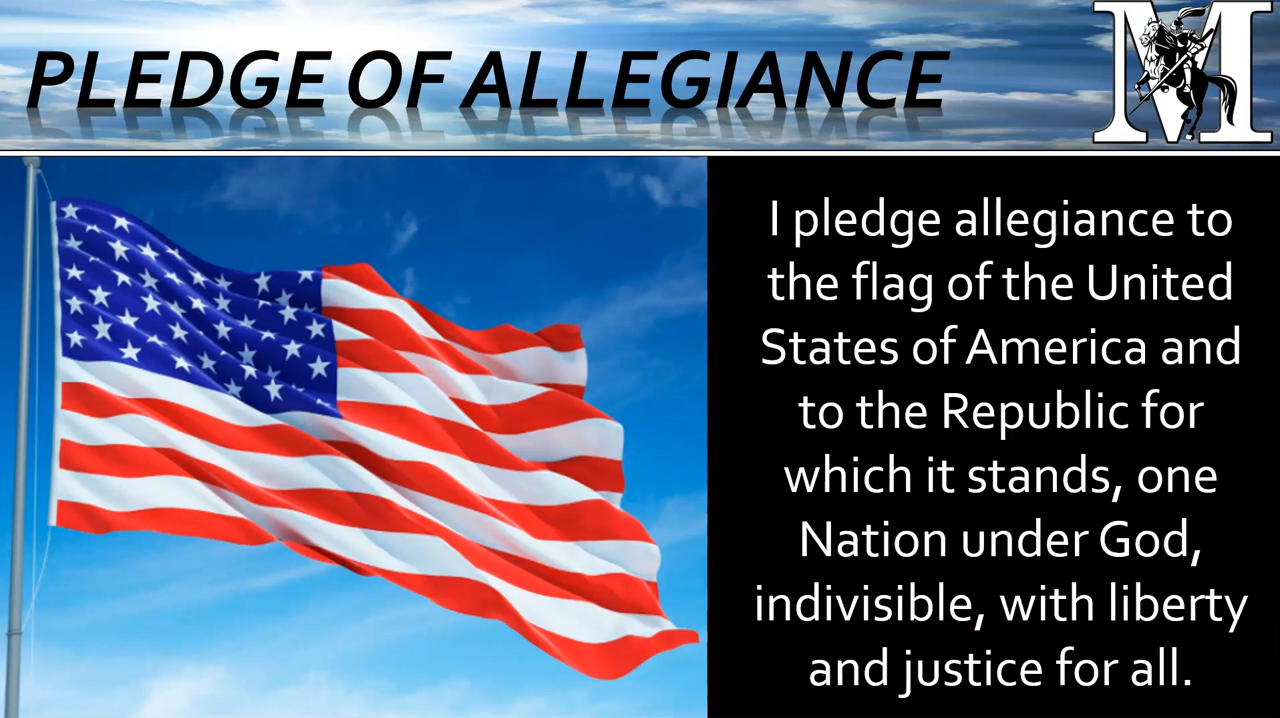 PLEDGE OF ALLEGIANCE
M
I pledge allegiance to
the flag of the United
States of America and
to the Republic for
which it stands, one
Nation under God,
indivisible, with liberty
and justice for all.